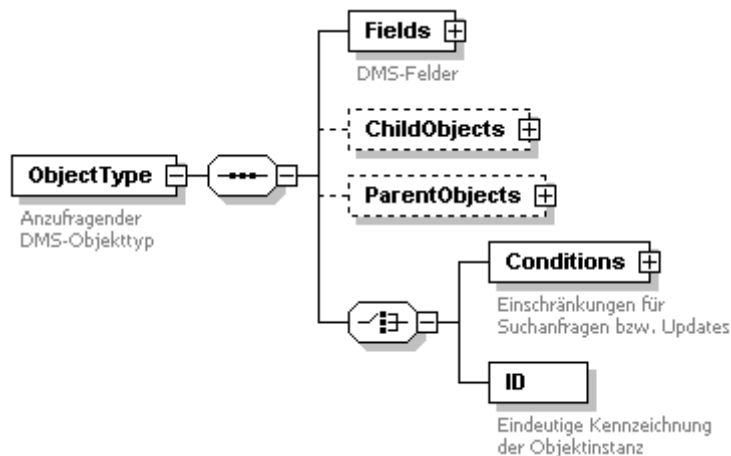 Fields
DMS-Felder
ChildObjects
ObjectType
Anzufragender
DMS-Objekttyp
ParentObjects
Conditions
Einschränkungen für
Suchanfragen bzw. Updates
ID
Eindeutige Kennzeichnung
der Objektinstanz